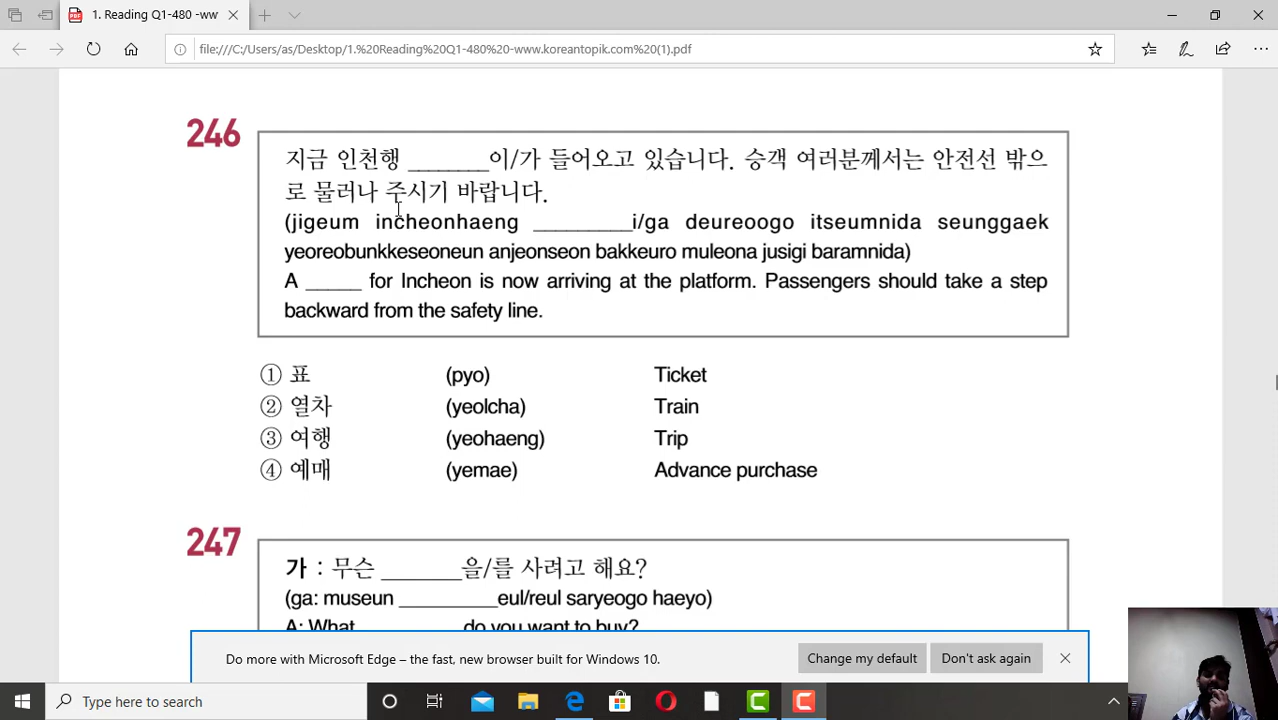 1. Reading Q1-480 -ww
file:///C:/Users/as/Desktop/1.%20Reading%20Q1-480%20-www.koreantopik.com%20(1).pdf
246
지금 인천행 ________이/가 들어오고 있습니다. 승객 여러분께서는 안전선 밖으
로 물러나 주시기 바랍니다.
(jigeum incheonhaeng _________i/ga deureoogo itseumnida seunggaek
yeoreobunkkeseoneun anjeonseon bakkeuro muleona jusigi baramnida)
A _____ for Incheon is now arriving at the platform. Passengers should take a step
backward from the safety line.
① 표 (pyo) Ticket
② 열차 (yeolcha) Train
③ 여행 (yeohaeng) Trip
④ 예매 (yemae) Advance purchase
247
가 : 무슨 ________을/를 사려고 해요?
(ga: museun _________eul/reul saryeogo haeyo)
A: What _________ do you want to buy?
Do more with Microsoft Edge – the fast, new browser built for Windows 10.
Change my default
Don't ask again
Type here to search